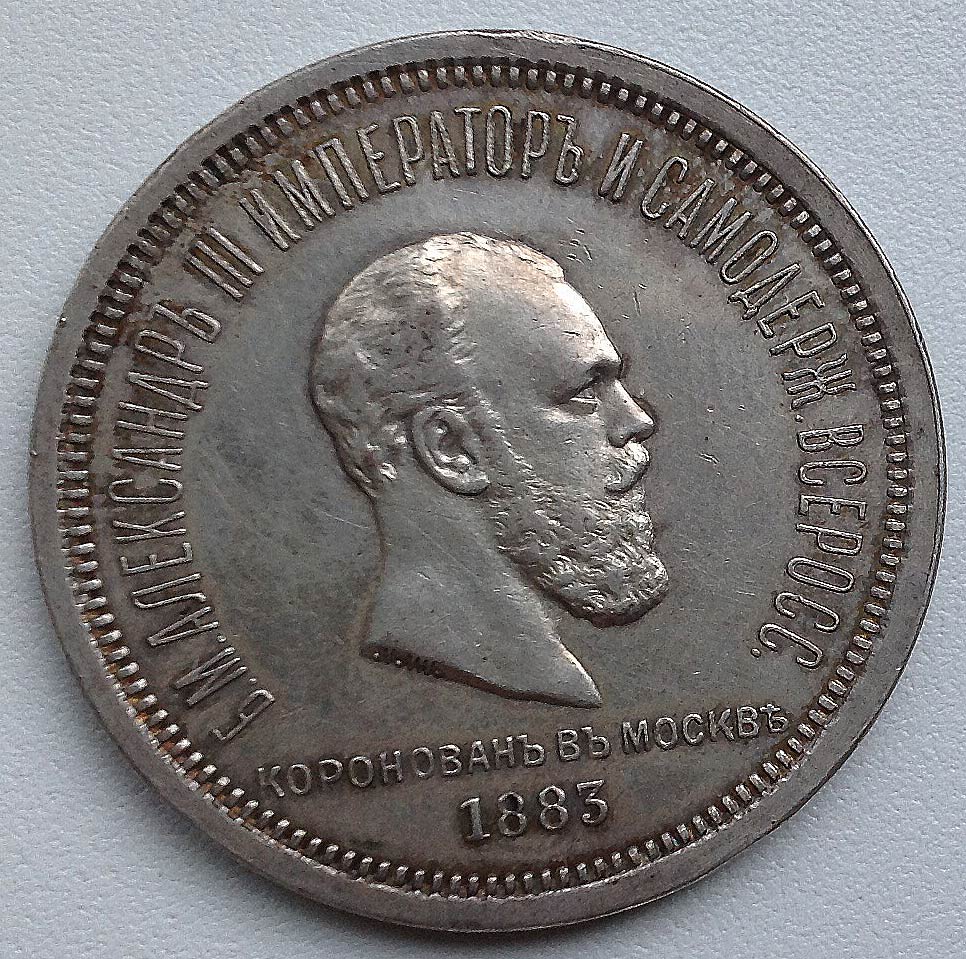 Б.М.АЛЕКСАНДРЪ III ИМПЕРАТОРЪ И САМОДЕРЖ.ВСЕРОСС.
КОРОНОВАНЪ ВЪ МОСКВѢ
1883